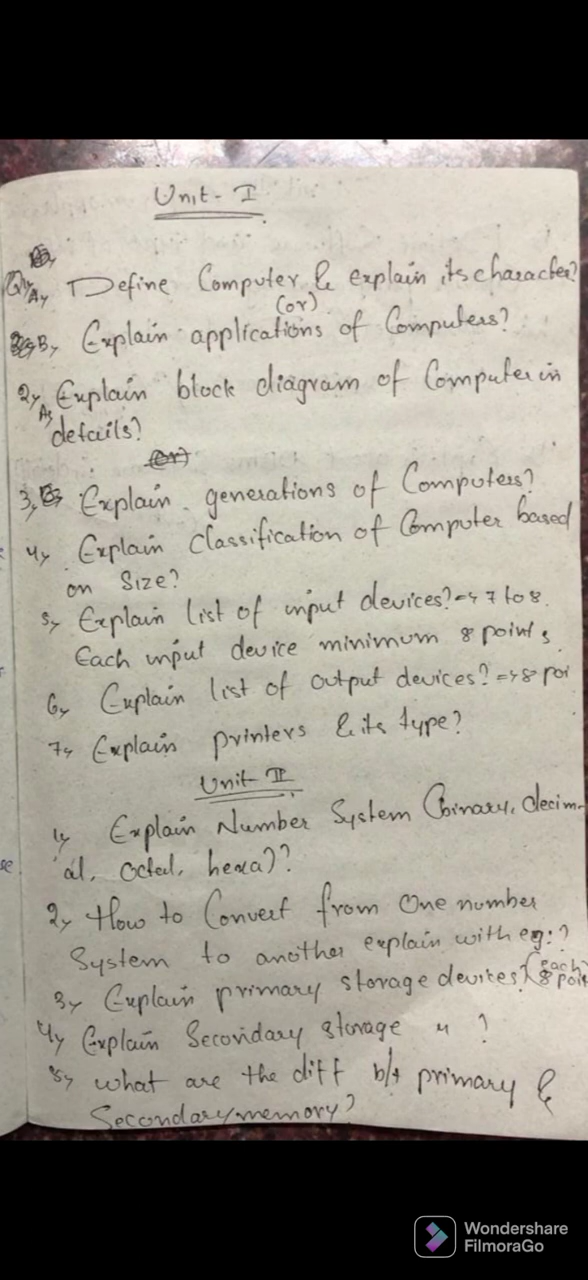 Unit - I
Q1, A, Define Computer & explain its character?
(or)
B, Explain applications of Computers?
2, A, Explain block diagram of Computer in
details?
3, Explain generations of Computers?
4, Explain classification of Computer based
on Size?
5, Explain list of input devices? => 7 to 8.
Each input device minimum 8 points
6, Explain list of output devices? => 8 poi
7, Explain printers & its type?
Unit II
1, Explain Number System (binary, decim-
al, octal, hexa)?
2, How to Convert from One number
System to another explain with eg:?
3, Explain primary storage devices? (each 8 poi
4, Explain Secondary storage " ?
5, what are the diff b/t primary &
Secondary memory?
Wondershare
FilmoraGo